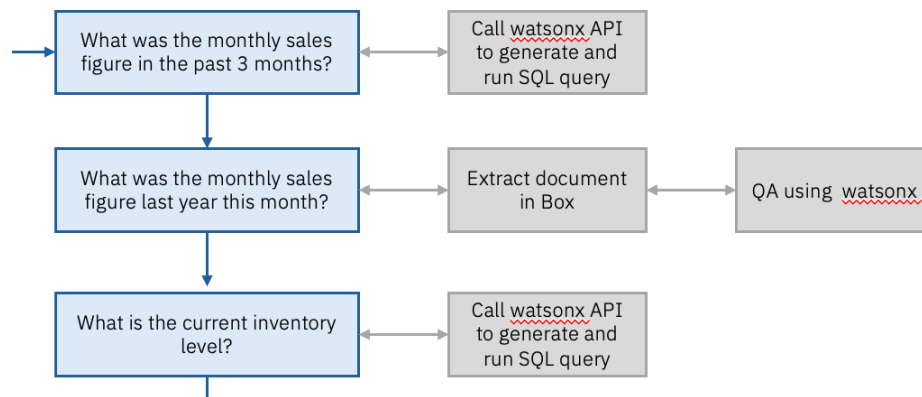 What was the monthly sales
figure in the past 3 months?
Call watsonx API
to generate and
run SQL query
What was the monthly sales
figure last year this month?
Extract document
in Box
QA using watsonx
What is the current inventory
level?
Call watsonx API
to generate and
run SQL query